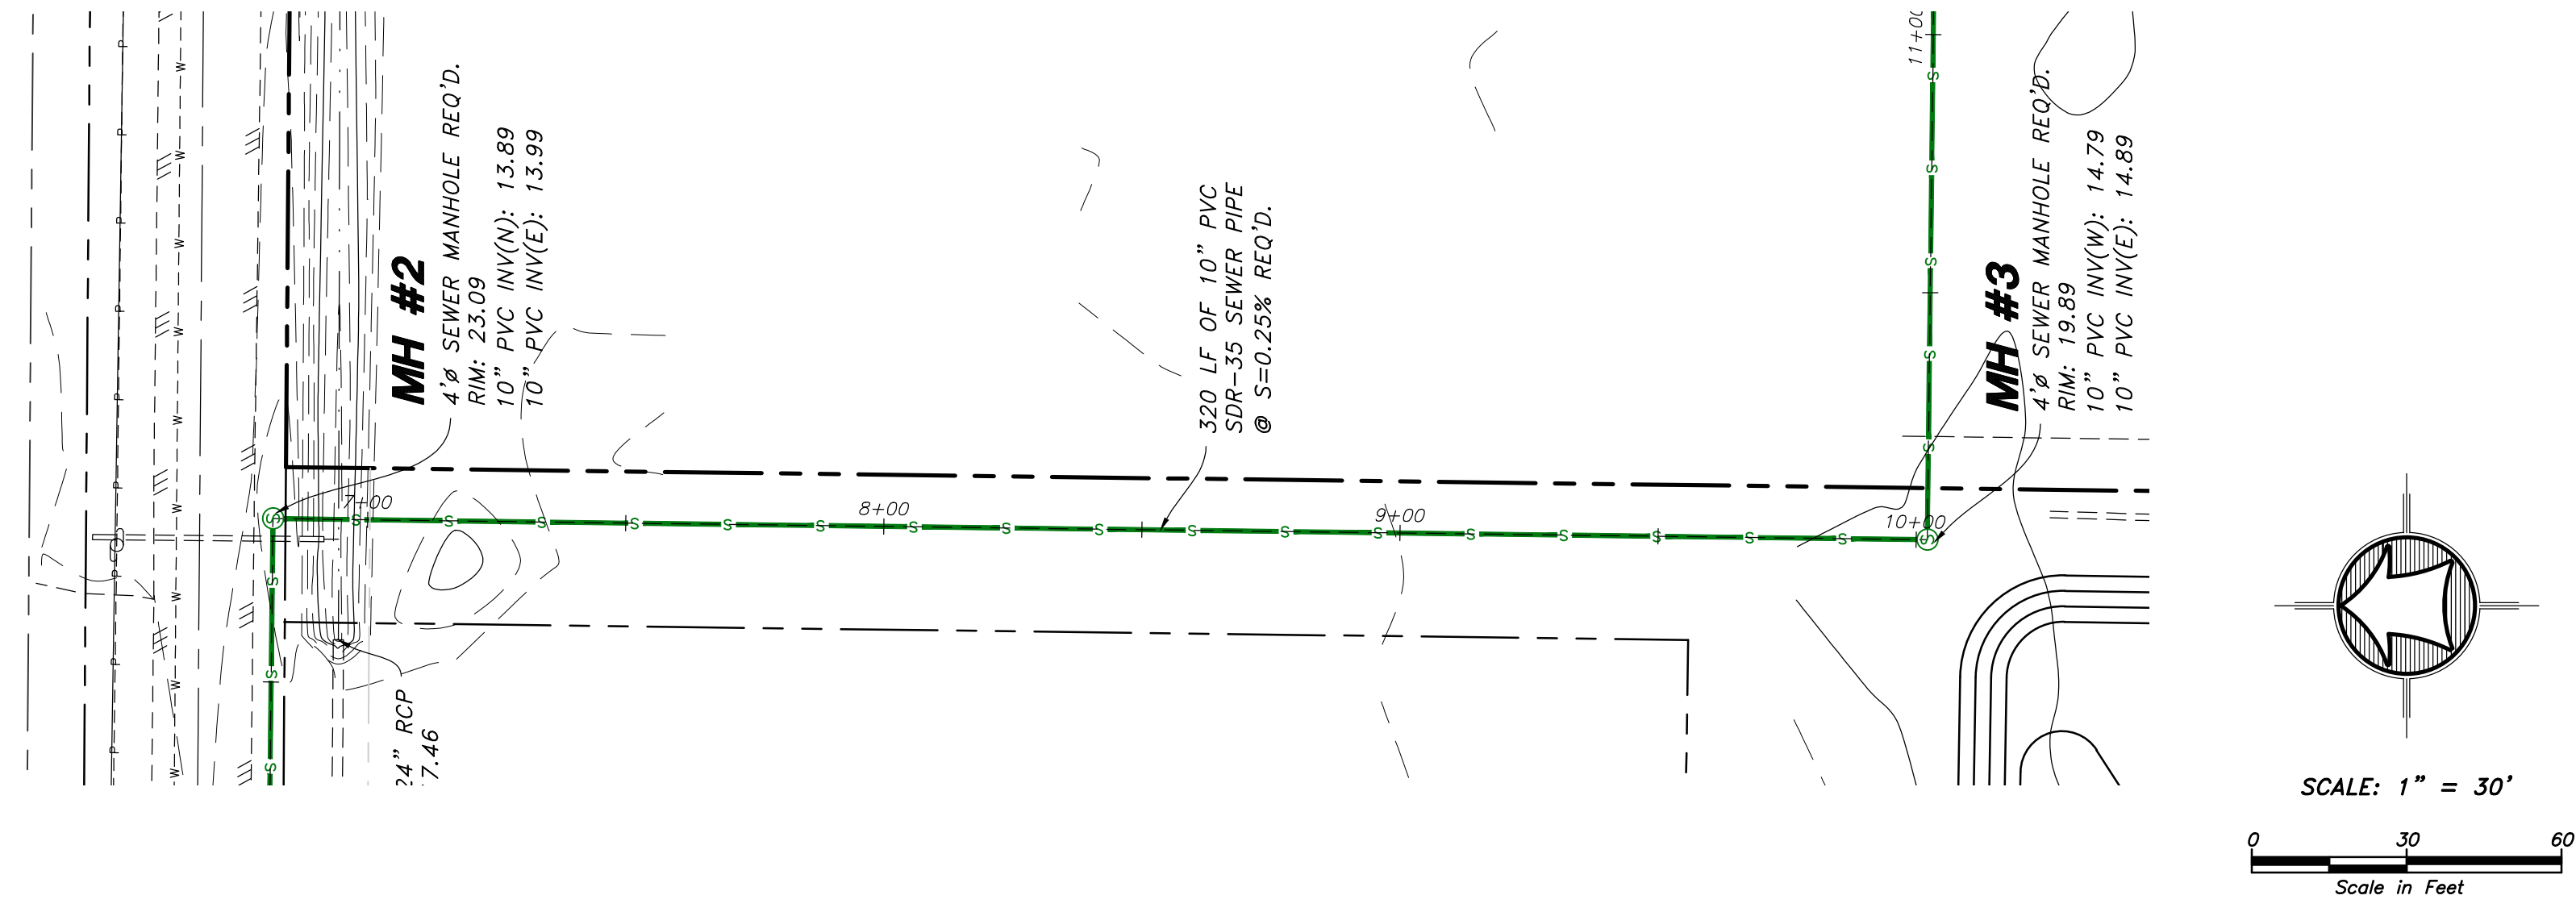 MH #2
4'ø SEWER MANHOLE REQ'D.
RIM: 23.09
10" PVC INV(N): 13.89
10" PVC INV(E): 13.99
320 LF OF 10" PVC
SDR-35 SEWER PIPE
@ S=0.25% REQ'D.
MH #3
4'ø SEWER MANHOLE REQ'D.
RIM: 19.89
10" PVC INV(W): 14.79
10" PVC INV(E): 14.89
11+00
7+00
8+00
9+00
10+00
24" RCP
7.46
SCALE: 1" = 30'
0 30 60
Scale in Feet